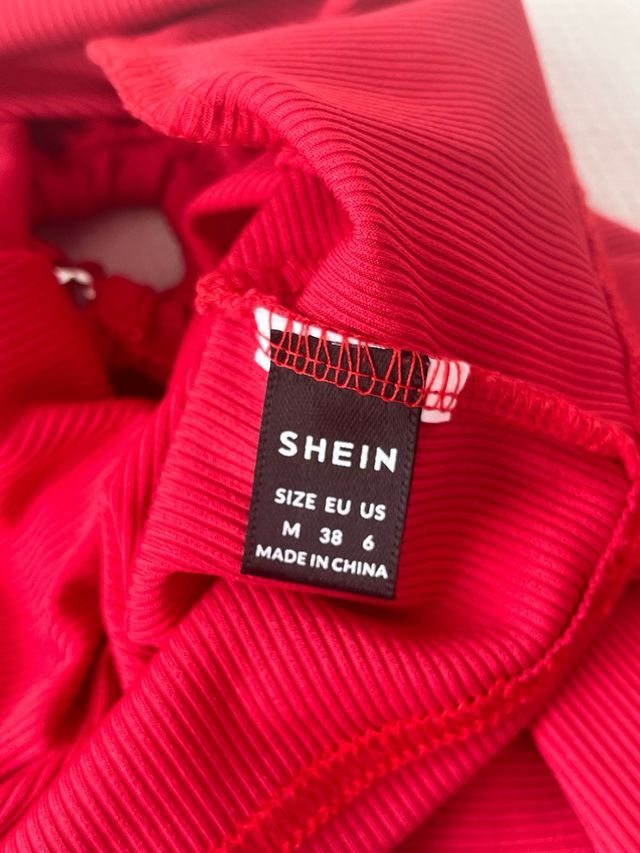 SHEIN
SIZE EU US
M 38 6
MADE IN CHINA